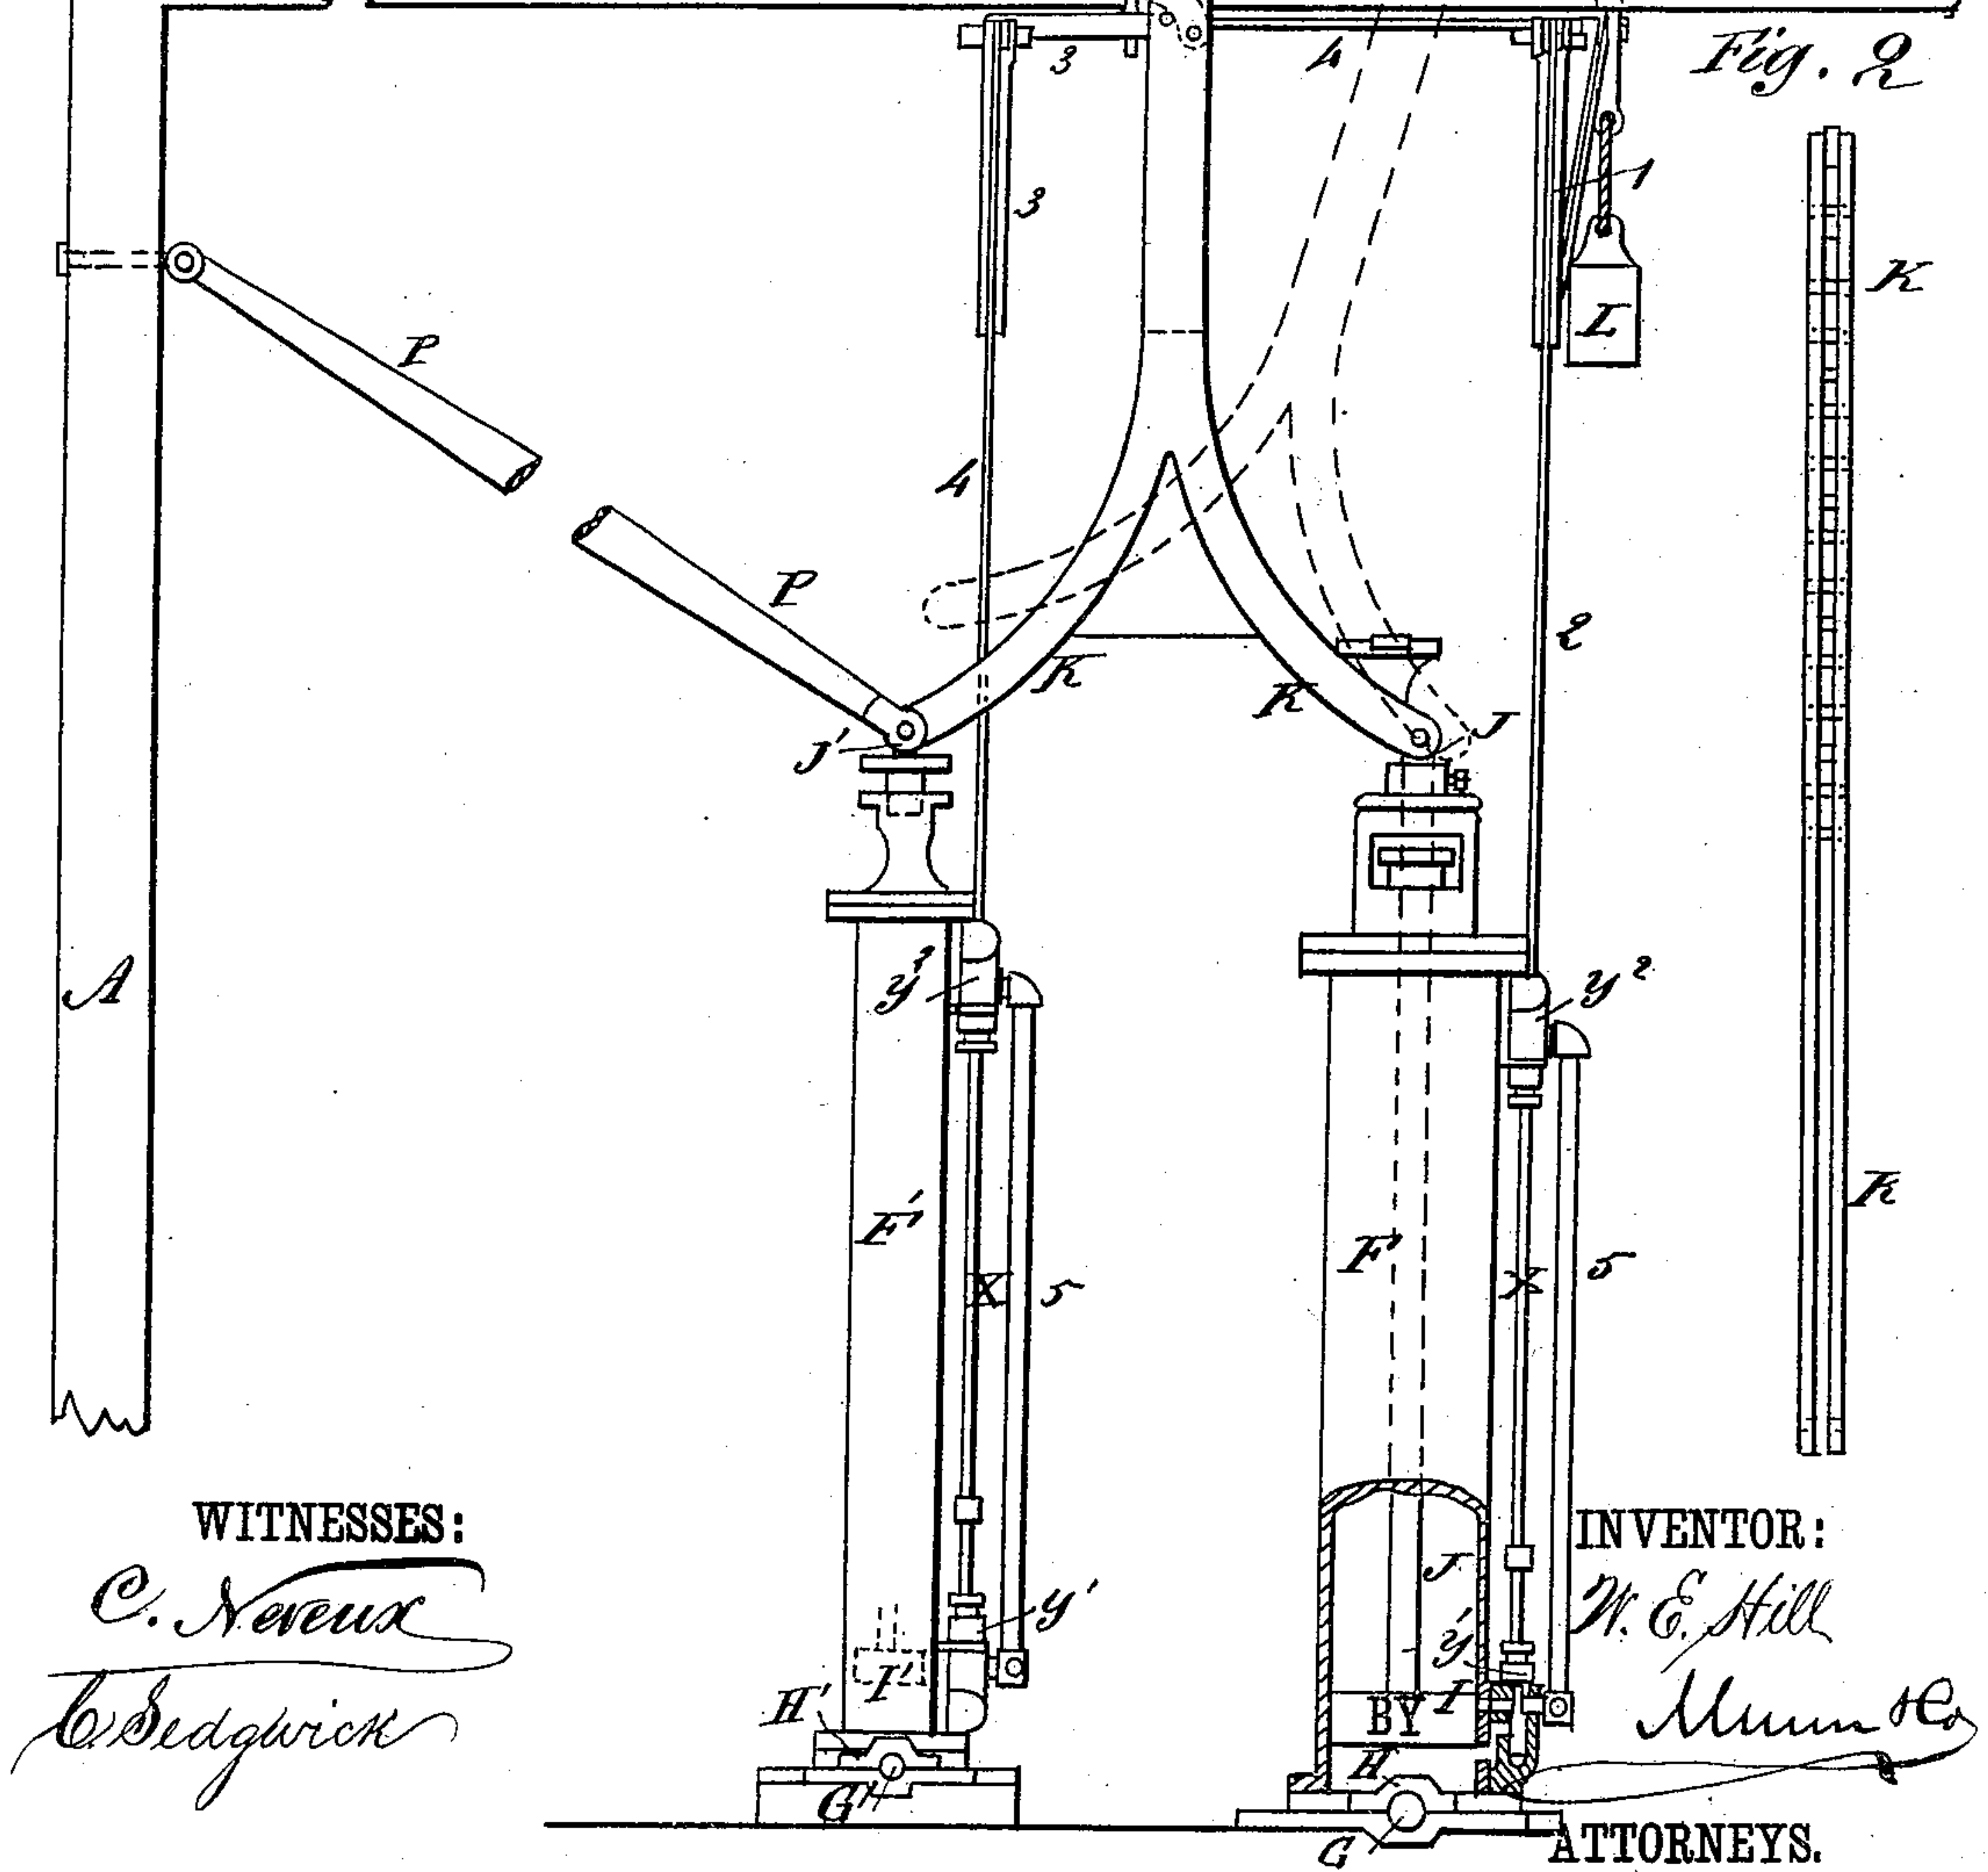 Fig. 2
3
4
3
1
K
L
P
4
P
2
K
K
J'
J
A
y³
y²
F'
F
X
5
X
5
K
WITNESSES:
C. Neveux
C. Sedgwick
INVENTOR:
W. E. Hill
BY Munn & Co
ATTORNEYS.
J
y'
y'
I'
I
H'
H
G'
G